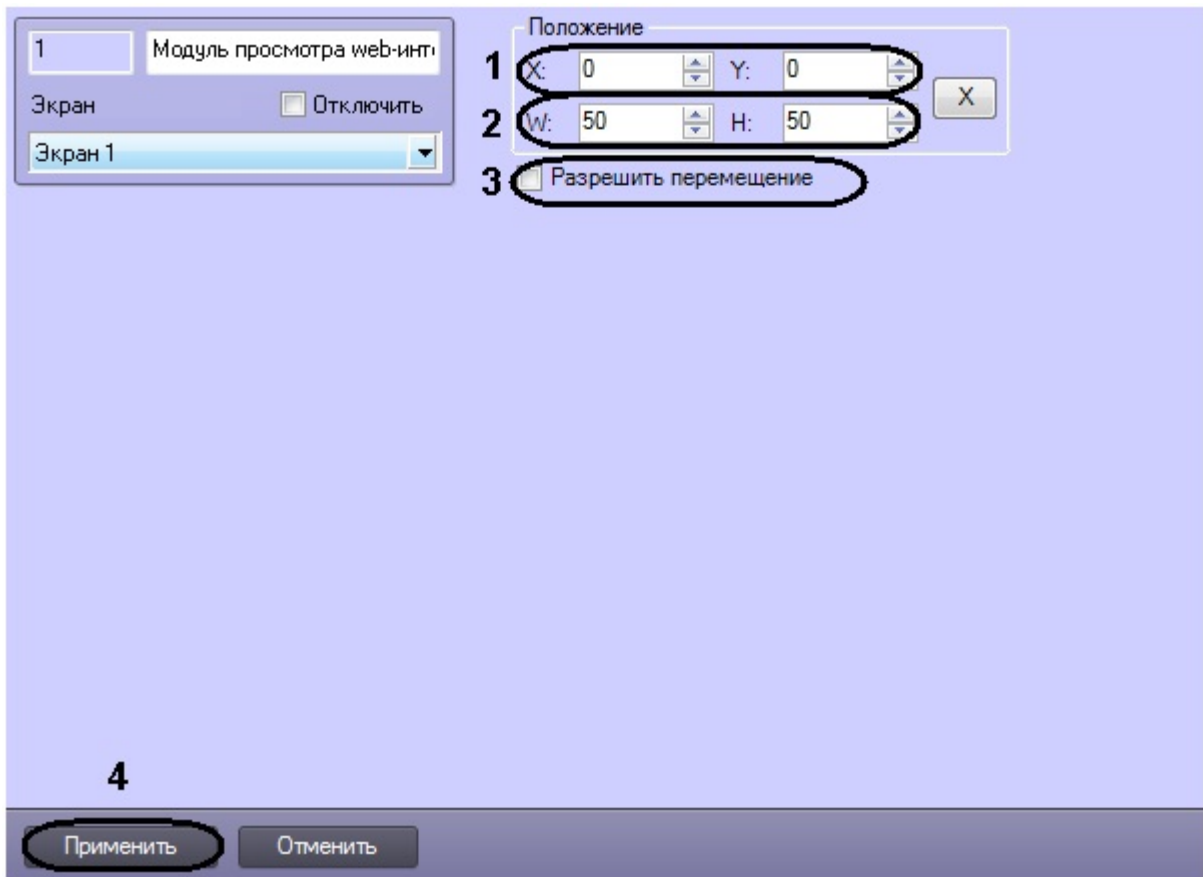 1 Модуль просмотра web-инт
Экран Отключить
Экран 1
Положение
1 X: 0 Y: 0
2 W: 50 H: 50
X
3 Разрешить перемещение
4
Применить Отменить